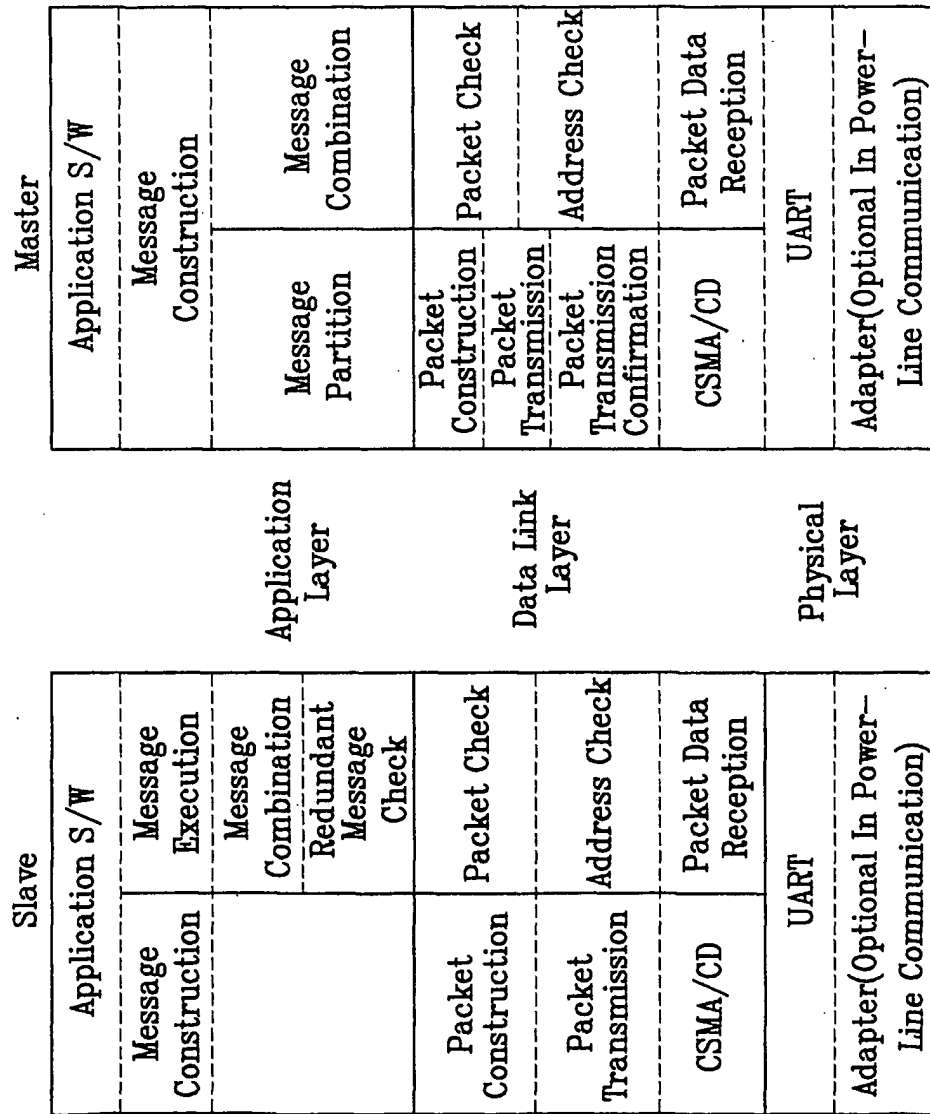 Slave
Application S/W
Message
Construction
Message
Execution
Message
Combination
Redundant
Message
Check
Packet
Construction
Packet Check
Packet
Transmission
Address Check
CSMA/CD
Packet Data
Reception
UART
Adapter(Optional In Power-
Line Communication)
Application
Layer
Data Link
Layer
Physical
Layer
Master
Application S/W
Message
Construction
Message
Partition
Message
Combination
Packet
Construction
Packet
Transmission
Packet
Transmission
Confirmation
Packet Check
Address Check
CSMA/CD
Packet Data
Reception
UART
Adapter(Optional In Power-
Line Communication)